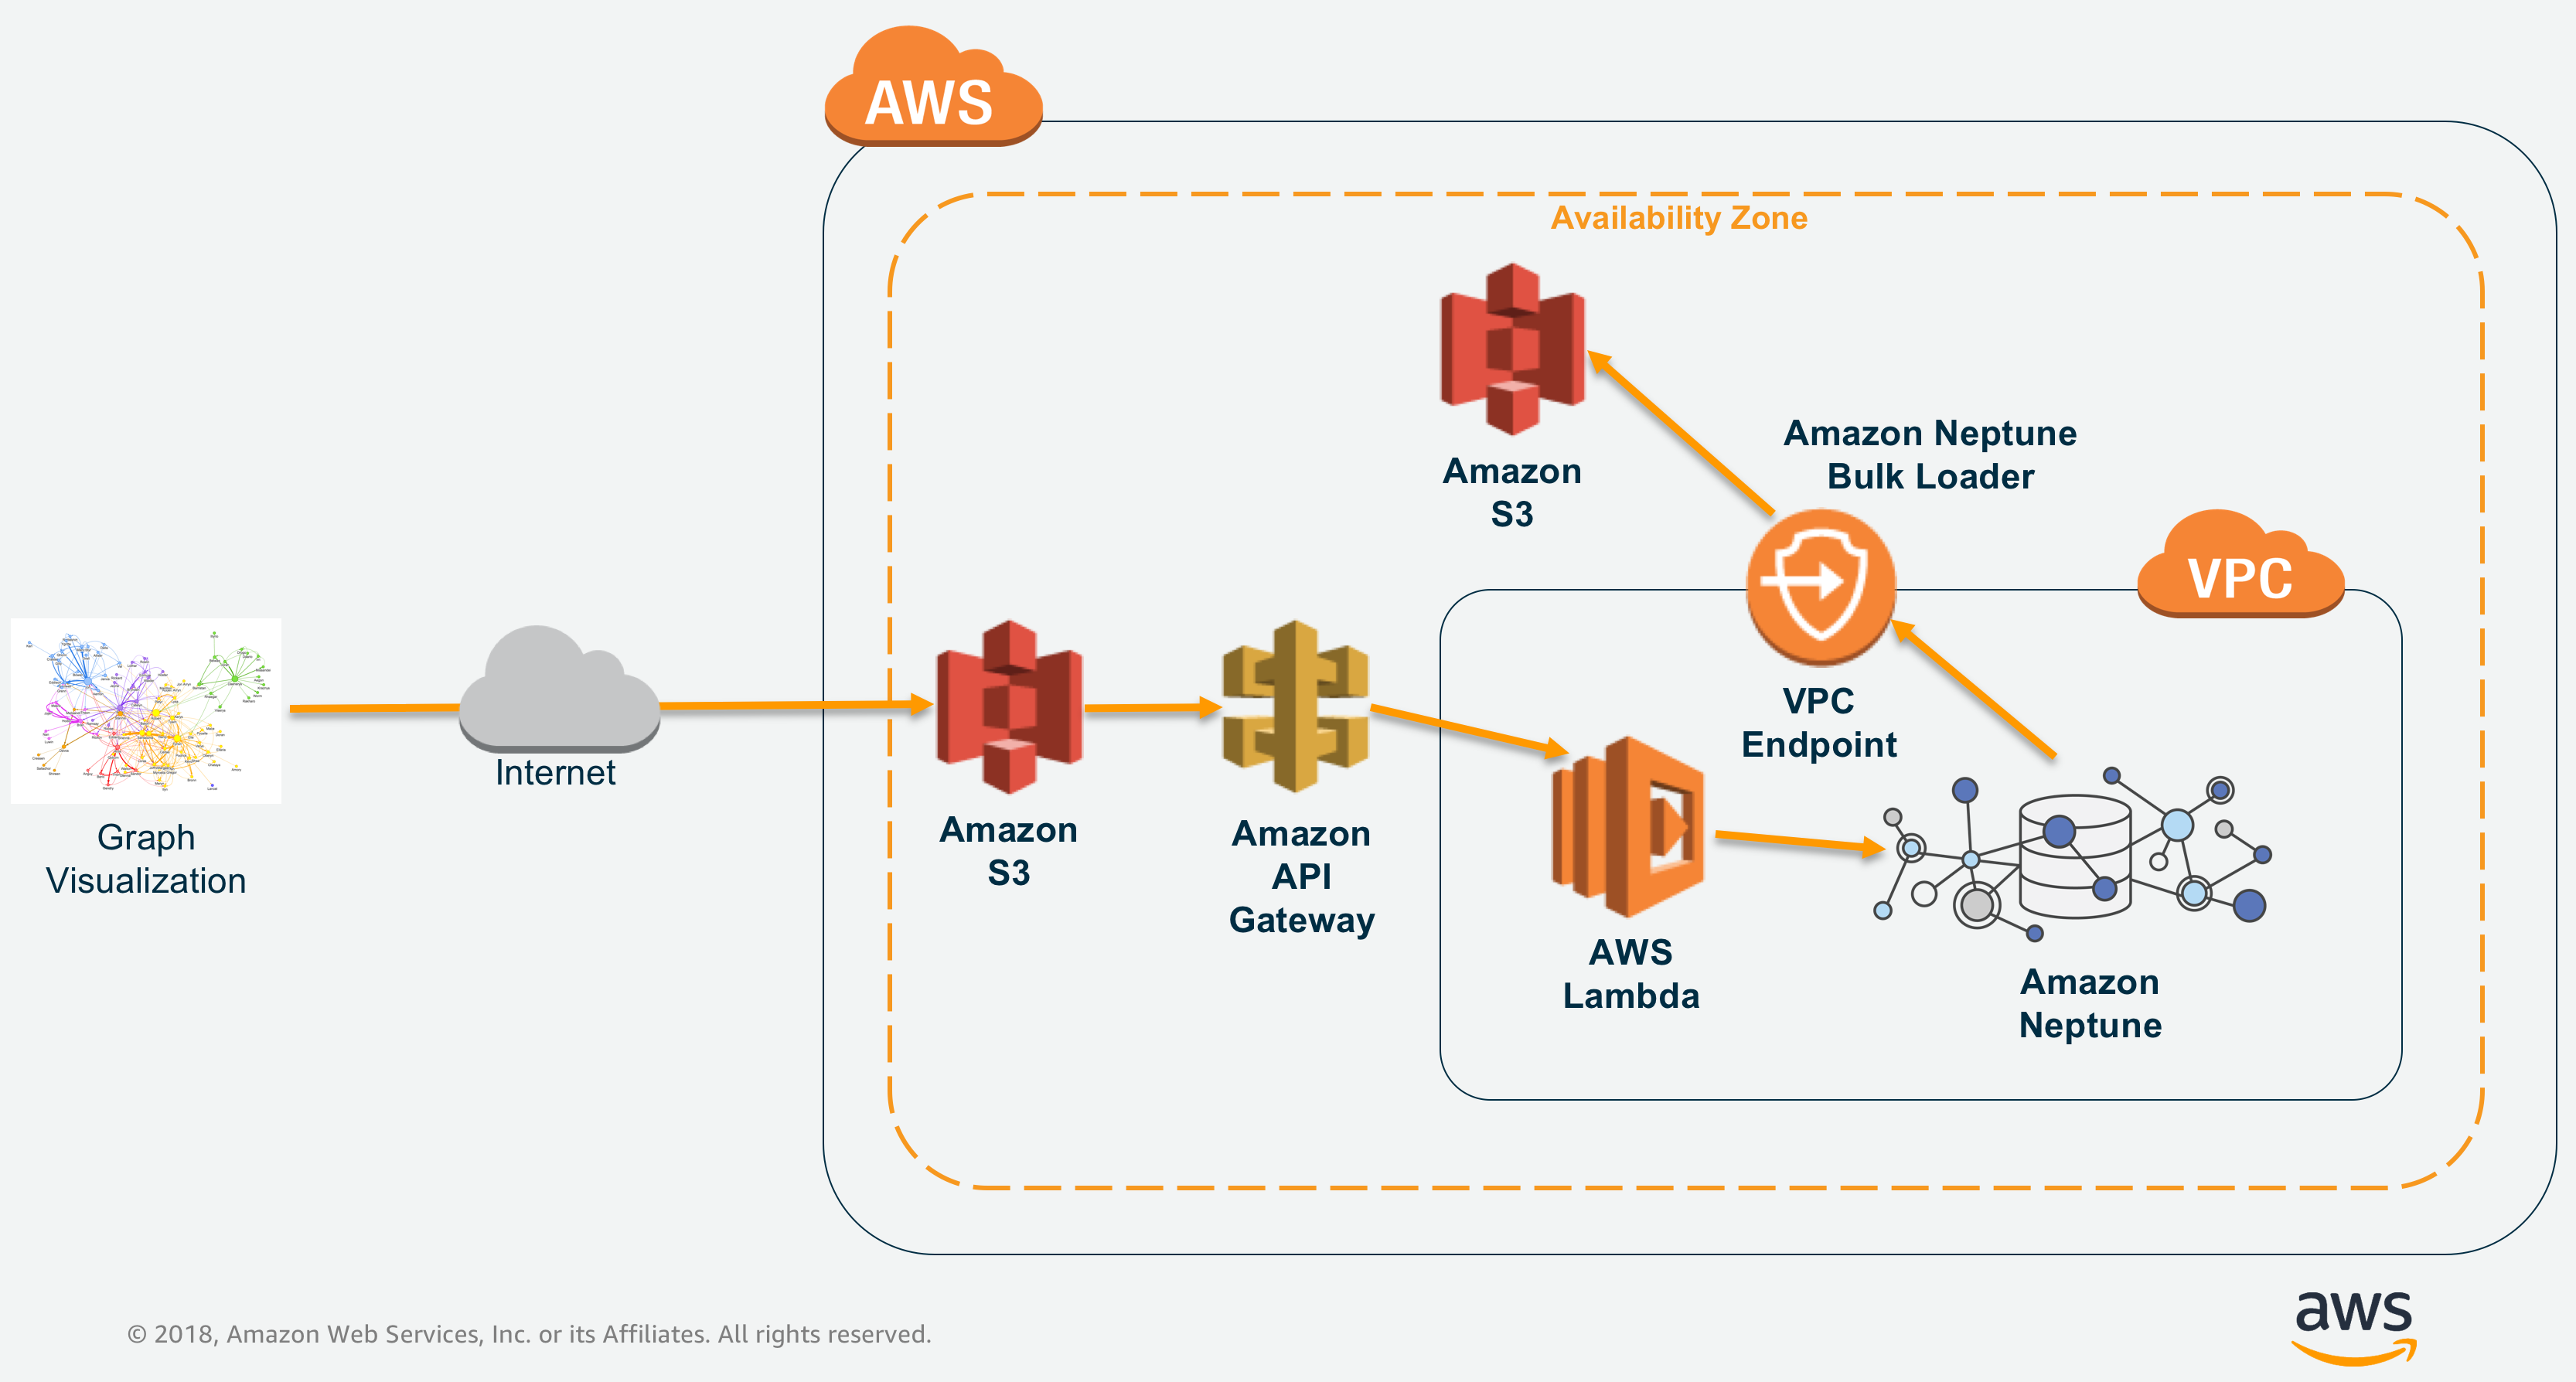 AWS
Availability Zone
Amazon
S3
Amazon Neptune
Bulk Loader
VPC
VPC
Endpoint
Internet
Graph
Visualization
Amazon
S3
Amazon
API
Gateway
AWS
Lambda
Amazon
Neptune
© 2018, Amazon Web Services, Inc. or its Affiliates. All rights reserved.
aws